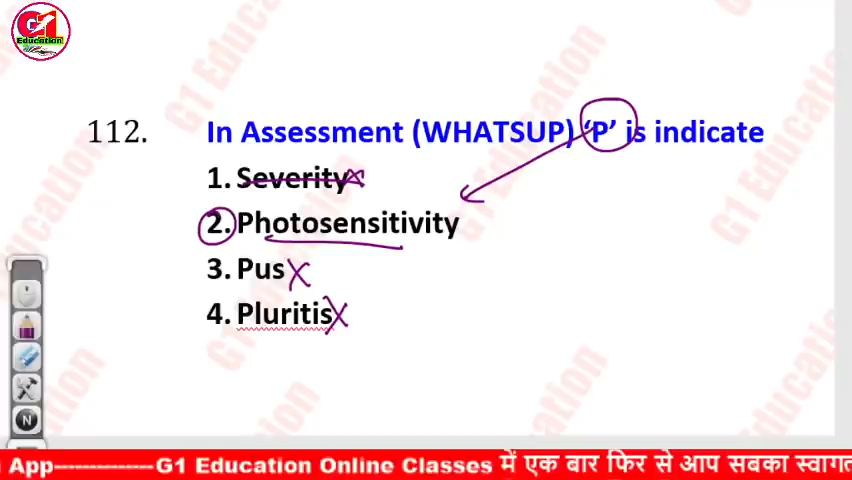 G1
Education
112. In Assessment (WHATSUP) ‘P’ is indicate
1. Severity
2. Photosensitivity
3. Pus
4. Pluritis
N
App--------------G1 Education Online Classes में एक बार फिर से आप सबका स्वागत